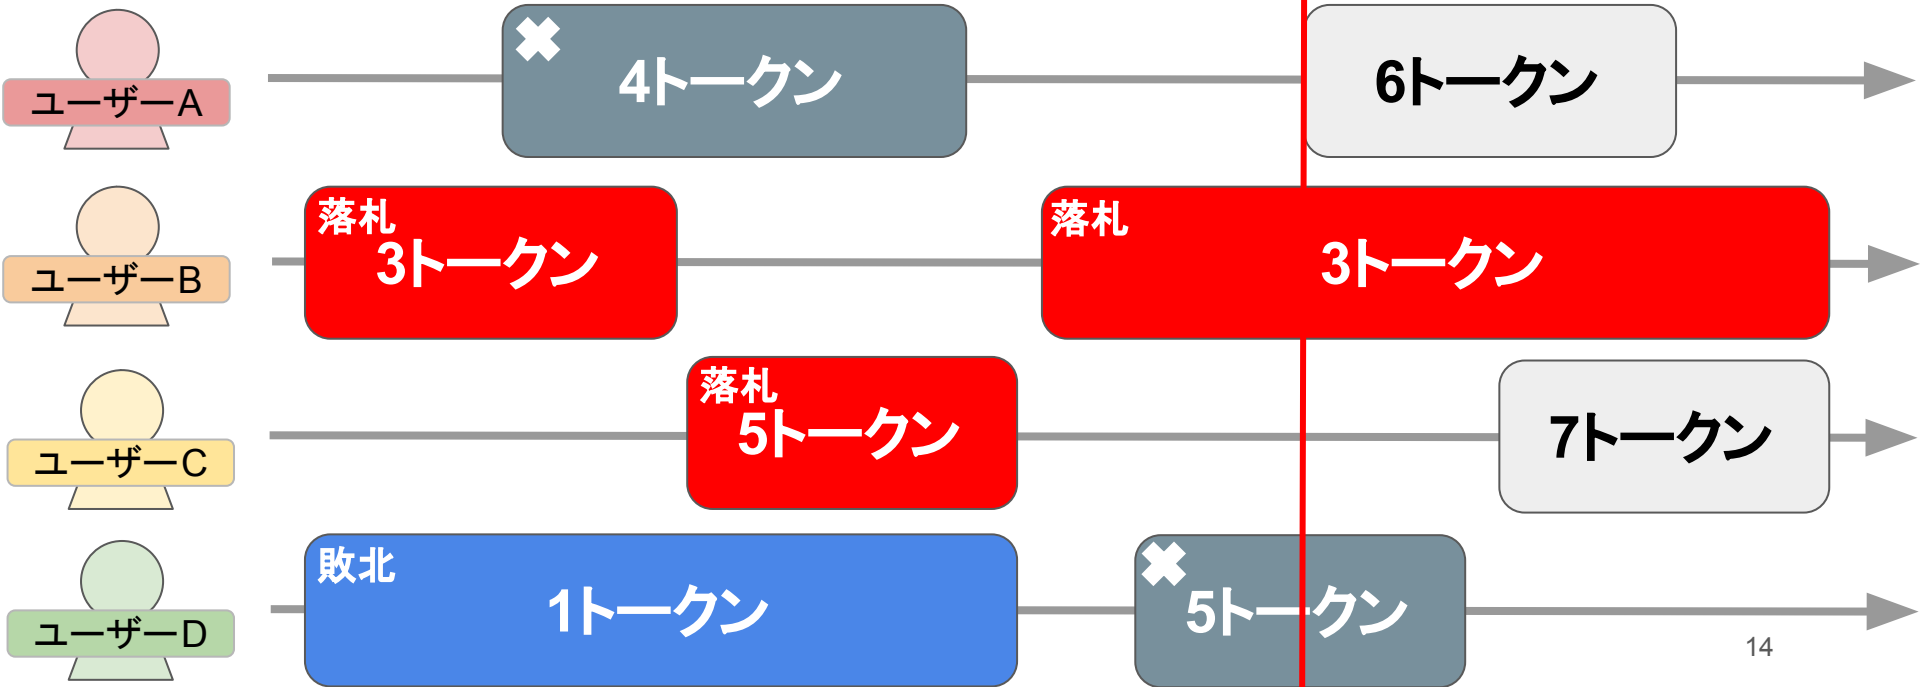 ユーザーA
4トークン
6トークン
ユーザーB
落札
3トークン
落札
3トークン
ユーザーC
落札
5トークン
7トークン
ユーザーD
敗北
1トークン
5トークン
14